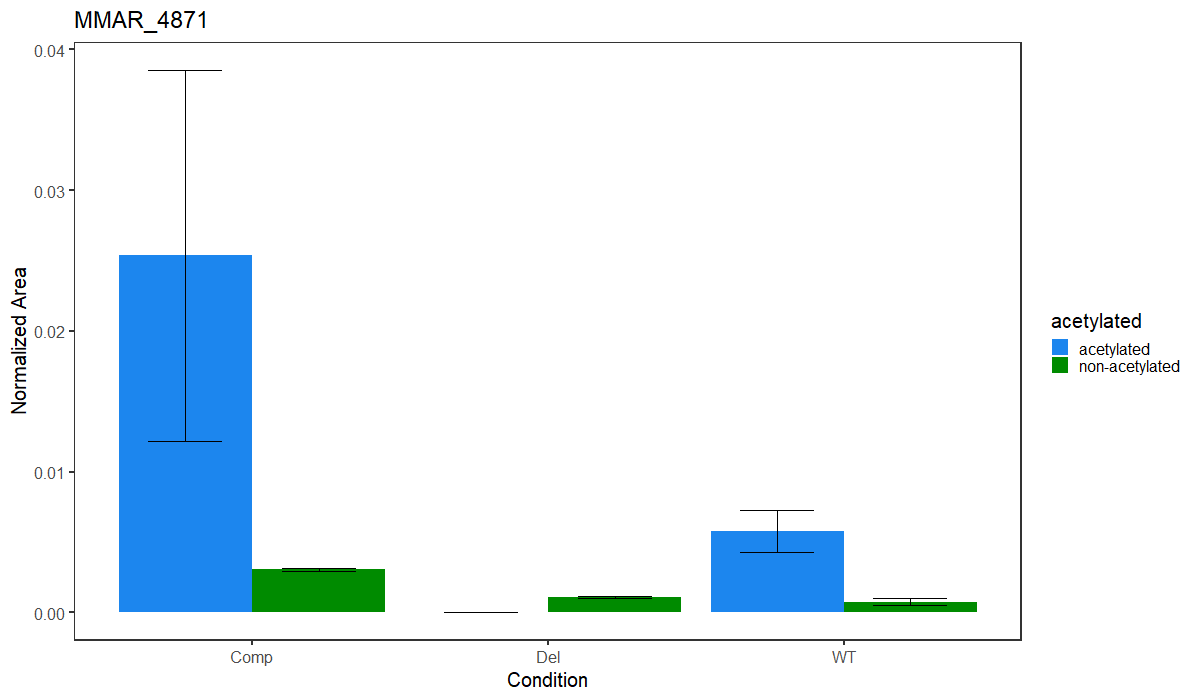 MMAR_4871
0.04
0.03
0.02
0.01
0.00
Normalized Area
Comp
Del
WT
Condition
acetylated
acetylated
non-acetylated